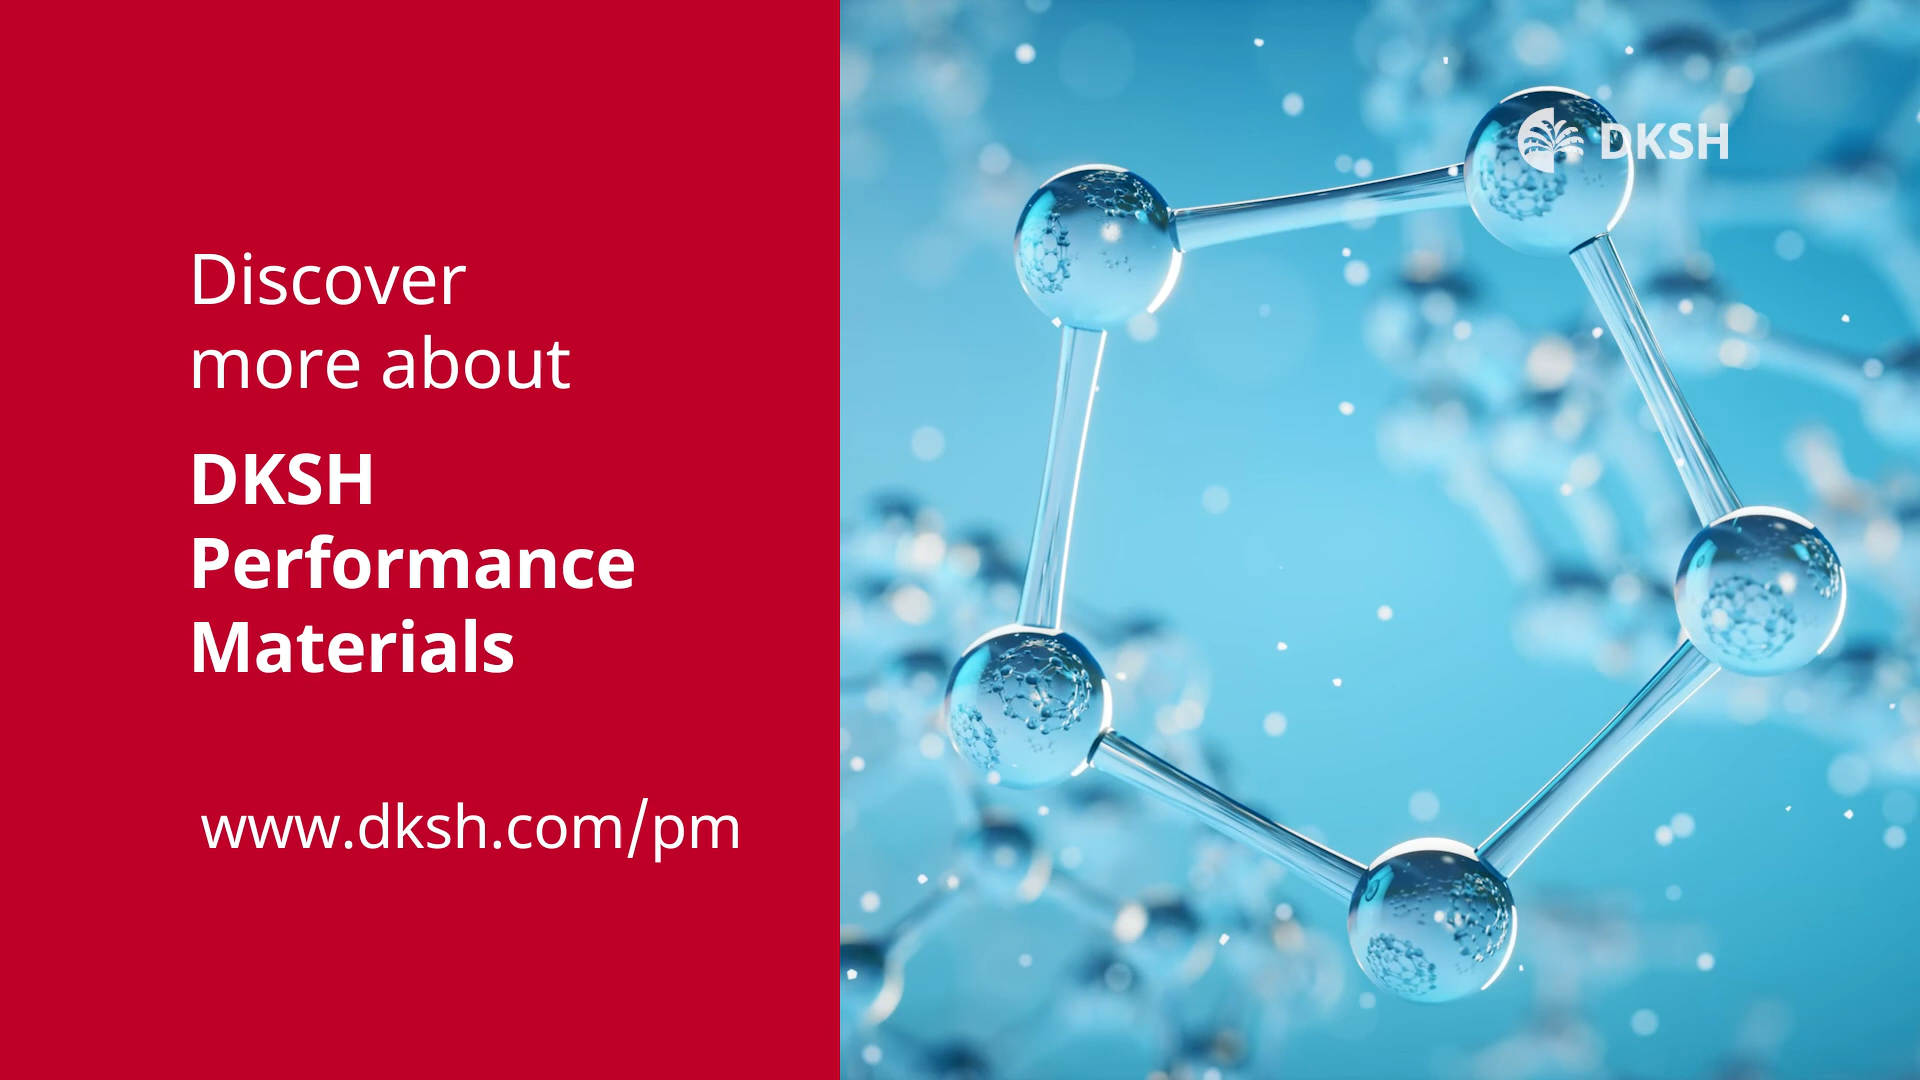 Discover
more about
DKSH
Performance
Materials
www.dksh.com/pm
DKSH